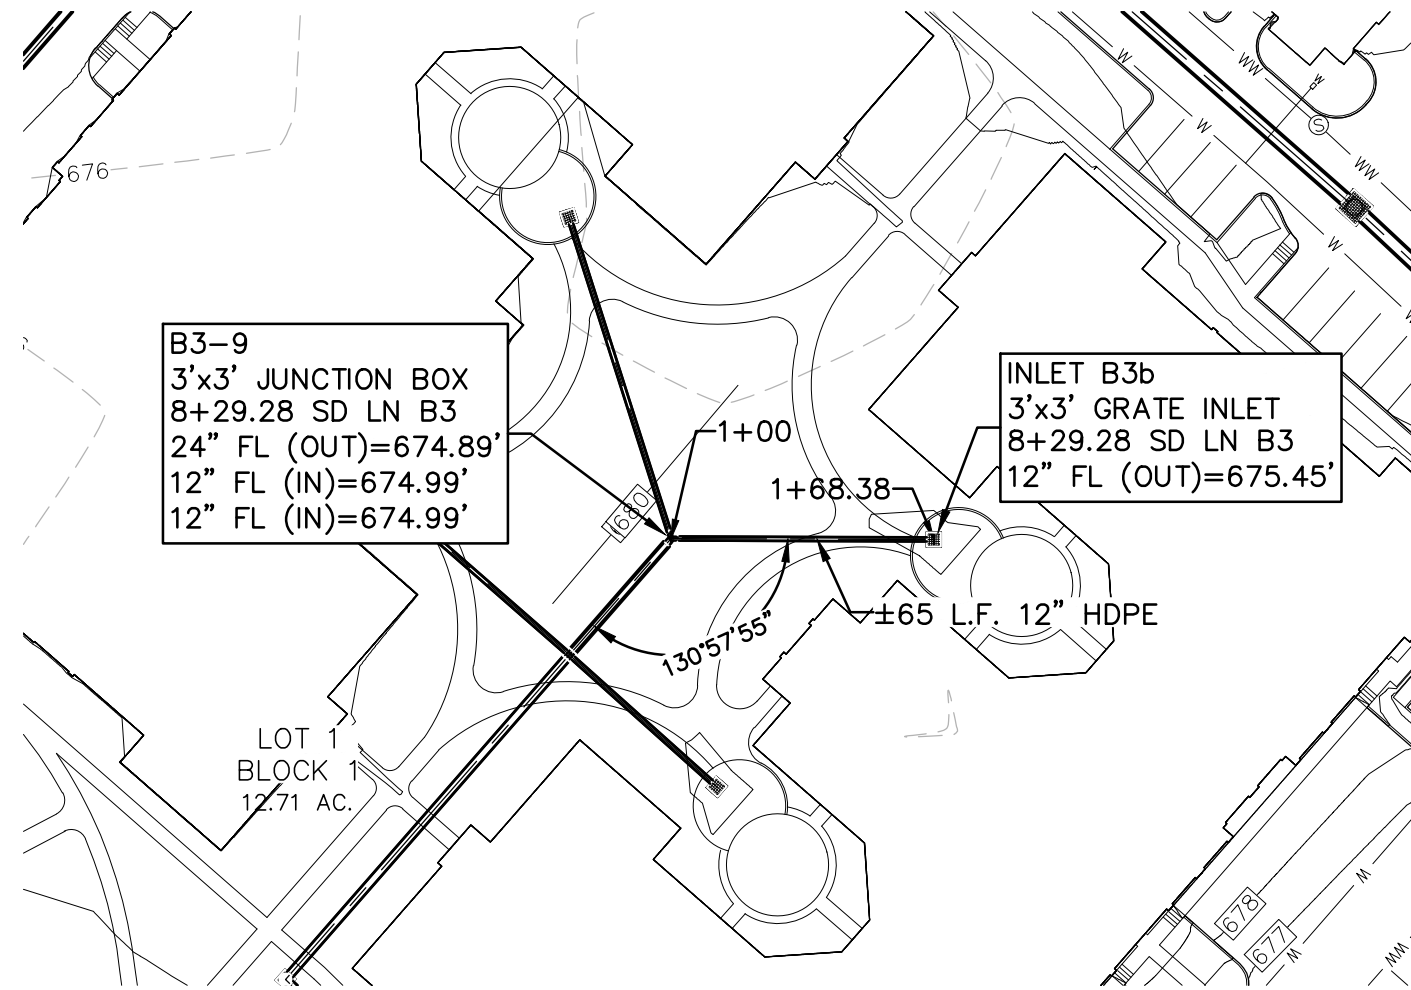 W
WW
W
S
W
WW
676
W
B3-9
3'x3' JUNCTION BOX
8+29.28 SD LN B3
24" FL (OUT)=674.89'
12" FL (IN)=674.99'
12" FL (IN)=674.99'
INLET B3b
3'x3' GRATE INLET
8+29.28 SD LN B3
12" FL (OUT)=675.45'
1+00
1+68.38
680
±65 L.F. 12" HDPE
130°57'55"
LOT 1
BLOCK 1
12.71 AC.
W
678
677
W
WW